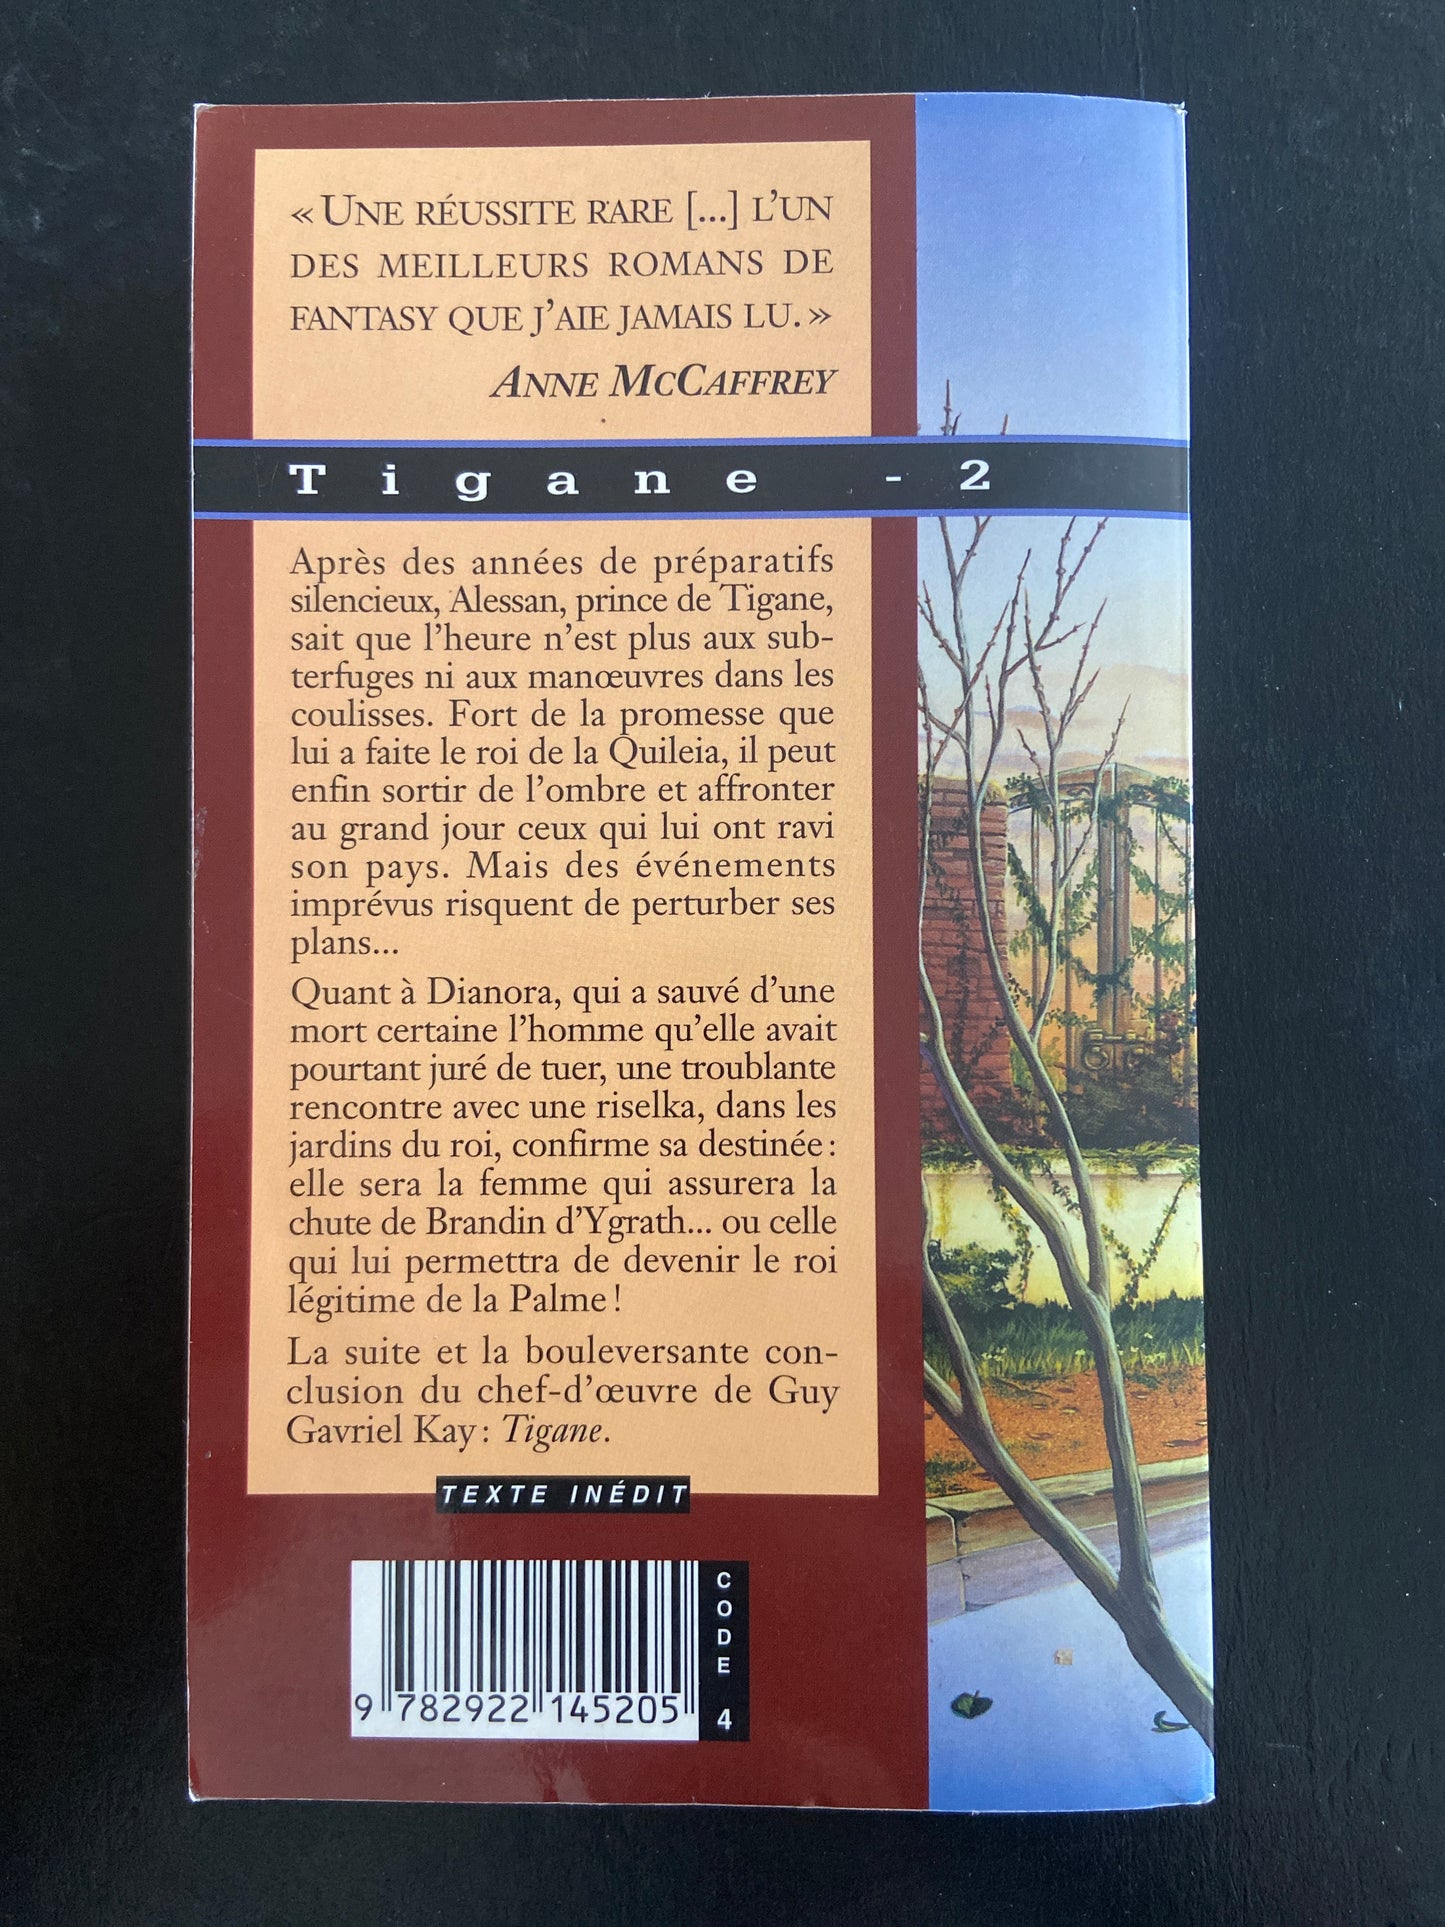 « UNE RÉUSSITE RARE [...] L'UN
DES MEILLEURS ROMANS DE
FANTASY QUE J'AIE JAMAIS LU. »
ANNE MCCAFFREY
Tigane - 2
Après des années de préparatifs
silencieux, Alessan, prince de Tigane,
sait que l'heure n'est plus aux sub-
terfuges ni aux manœuvres dans les
coulisses. Fort de la promesse que
lui a faite le roi de la Quileia, il peut
enfin sortir de l'ombre et affronter
au grand jour ceux qui lui ont ravi
son pays. Mais des événements
imprévus risquent de perturber ses
plans...
Quant à Dianora, qui a sauvé d'une
mort certaine l'homme qu'elle avait
pourtant juré de tuer, une troublante
rencontre avec une riselka, dans les
jardins du roi, confirme sa destinée :
elle sera la femme qui assurera la
chute de Brandin d'Ygrath... ou celle
qui lui permettra de devenir le roi
légitime de la Palme !
La suite et la bouleversante con-
clusion du chef-d'œuvre de Guy
Gavriel Kay : Tigane.
TEXTE INÉDIT
CODE 4
9 782922 145205